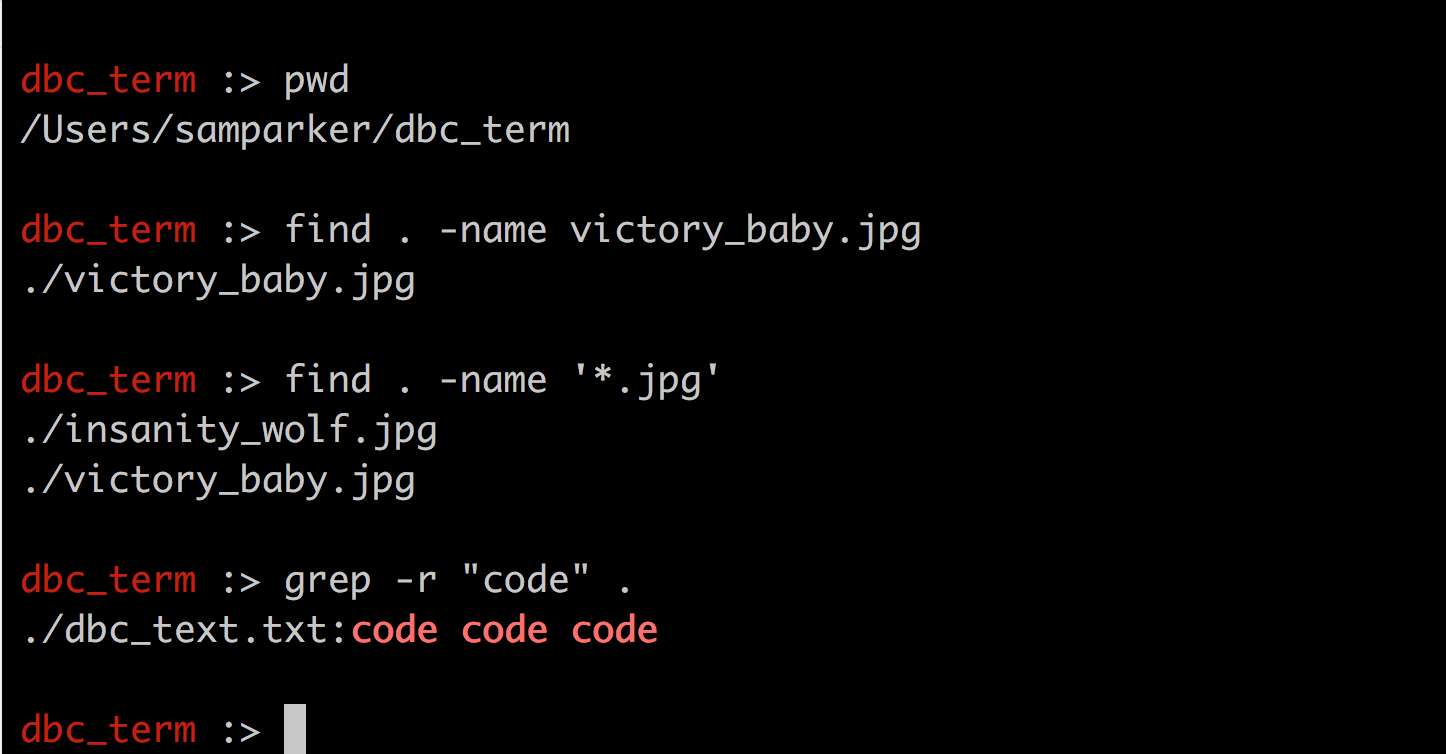 dbc_term :> pwd
/Users/samparker/dbc_term
dbc_term :> find . -name victory_baby.jpg
./victory_baby.jpg
dbc_term :> find . -name '*.jpg'
./insanity_wolf.jpg
./victory_baby.jpg
dbc_term :> grep -r "code" .
./dbc_text.txt:code code code
dbc_term :>